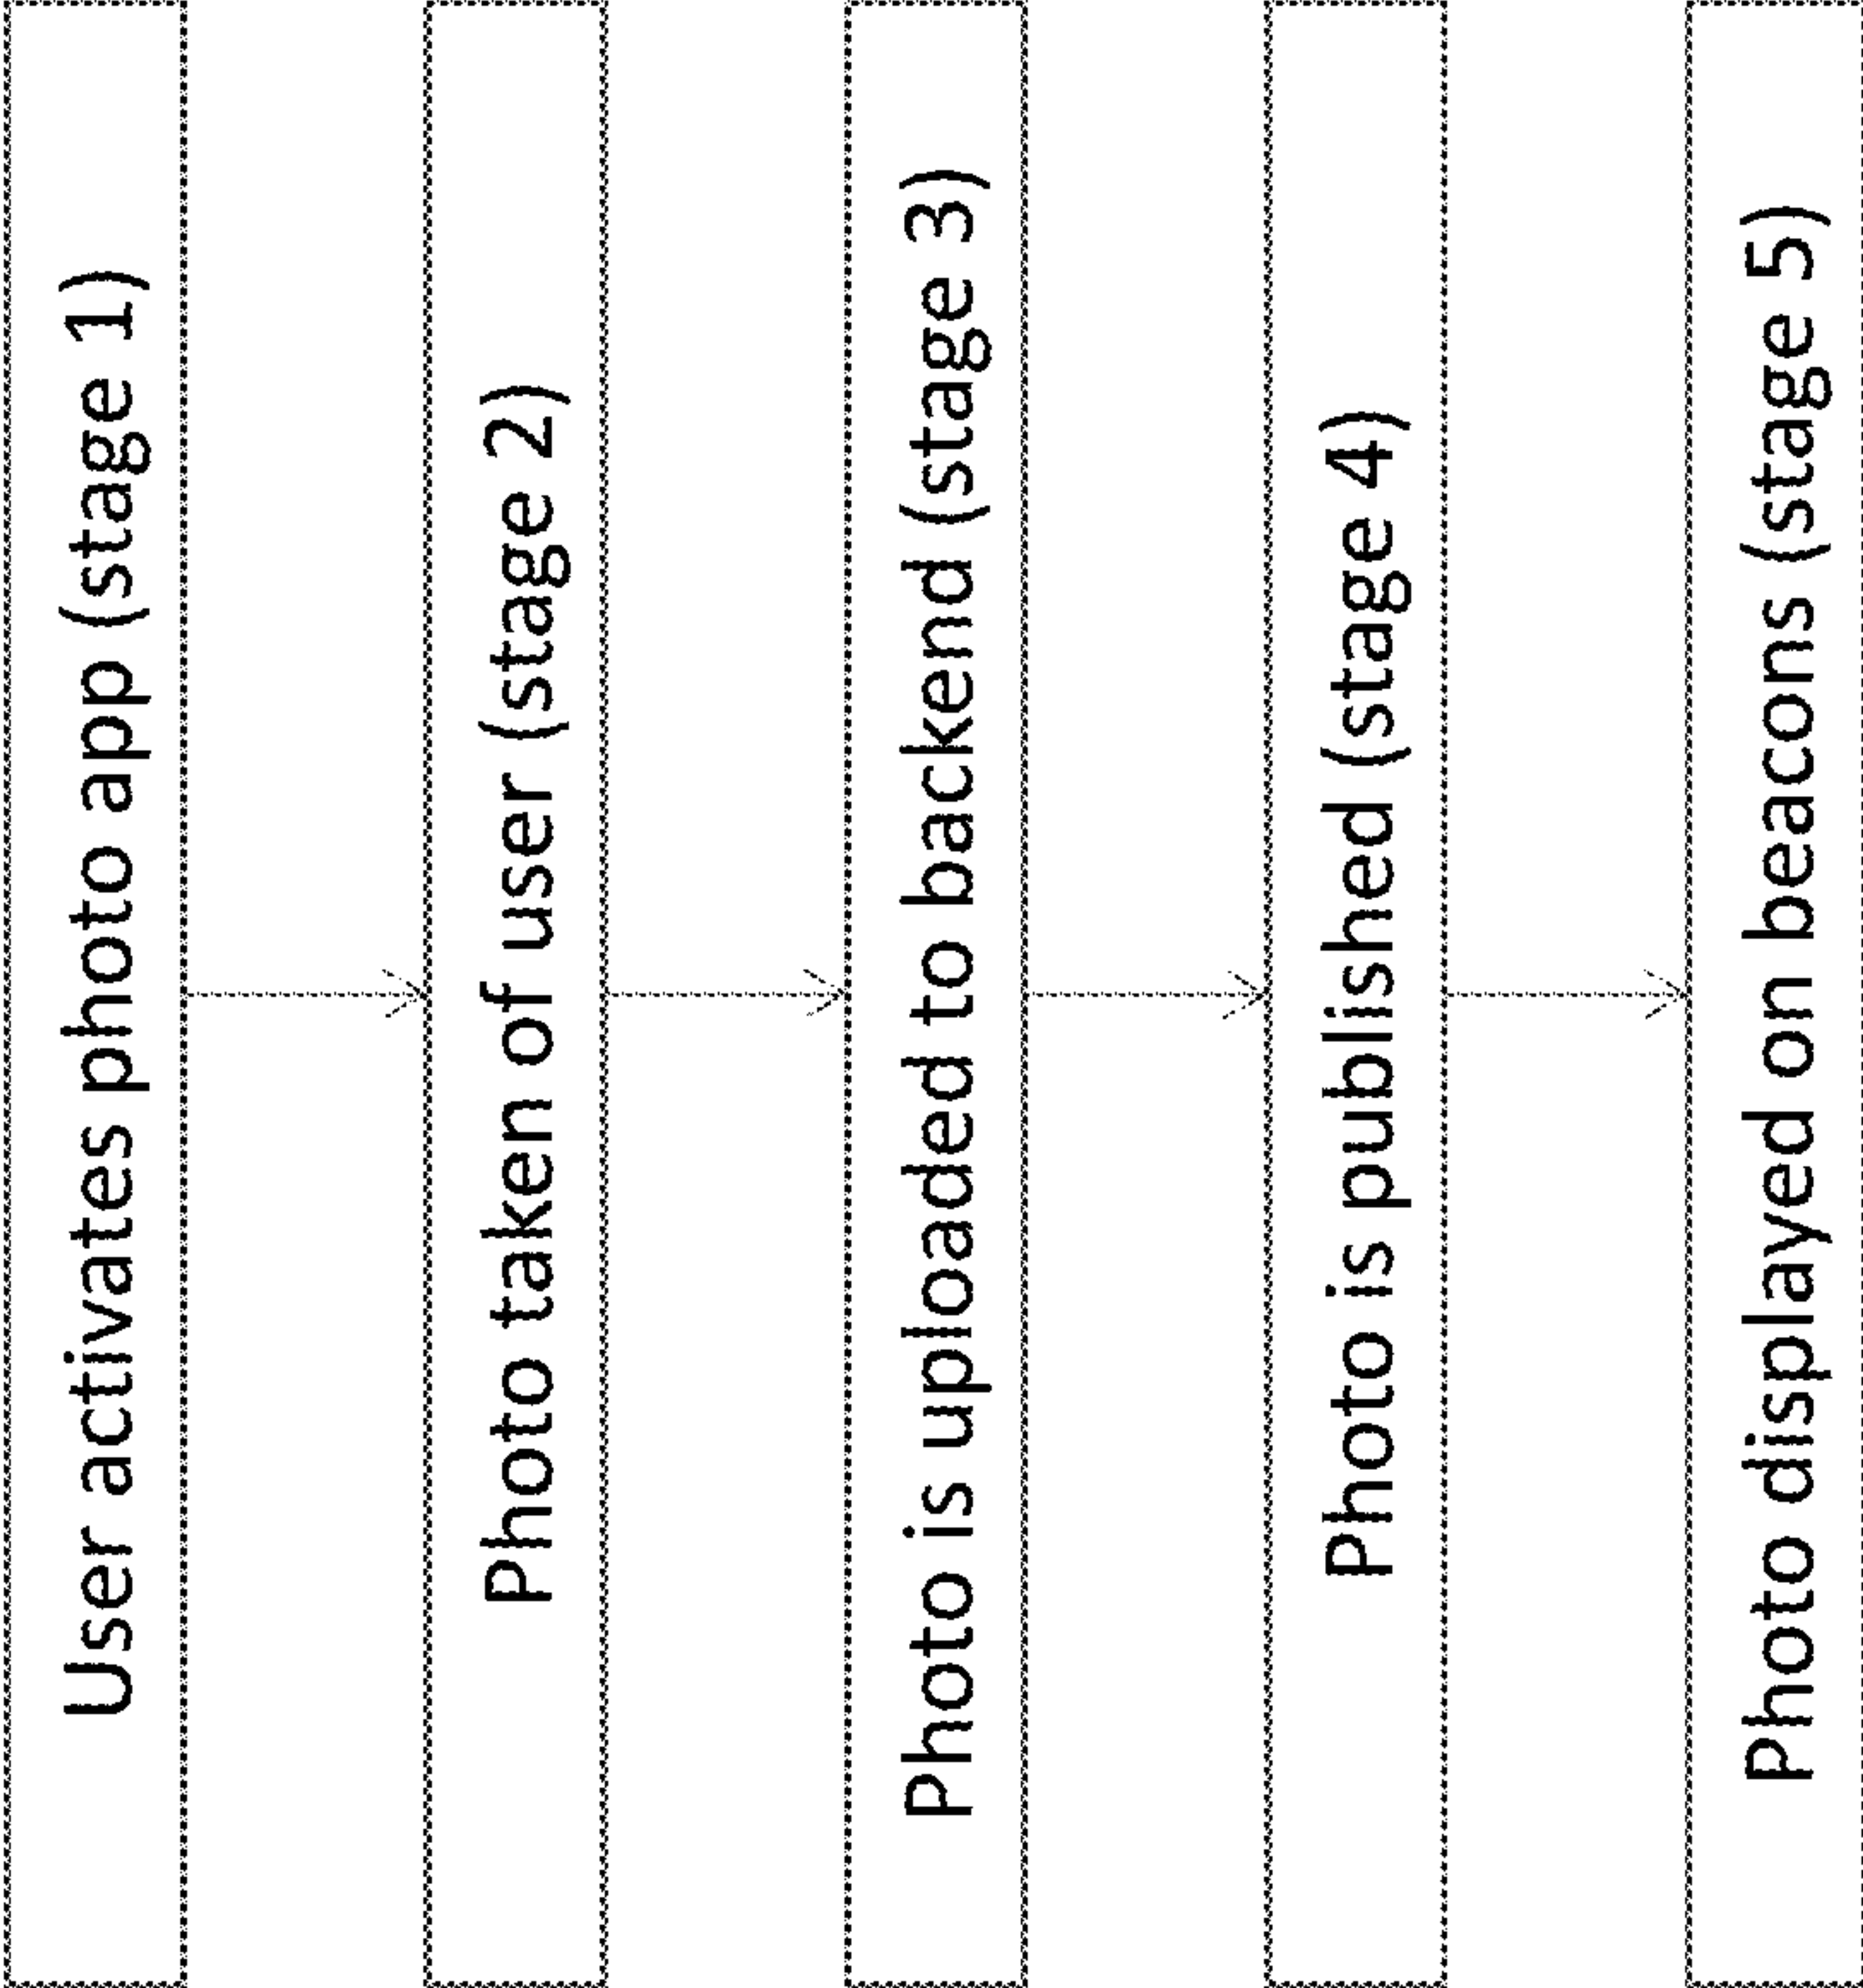 User activates photo app (stage 1)
Photo taken of user (stage 2)
Photo is uploaded to backend (stage 3)
Photo is published (stage 4)
Photo displayed on beacons (stage 5)